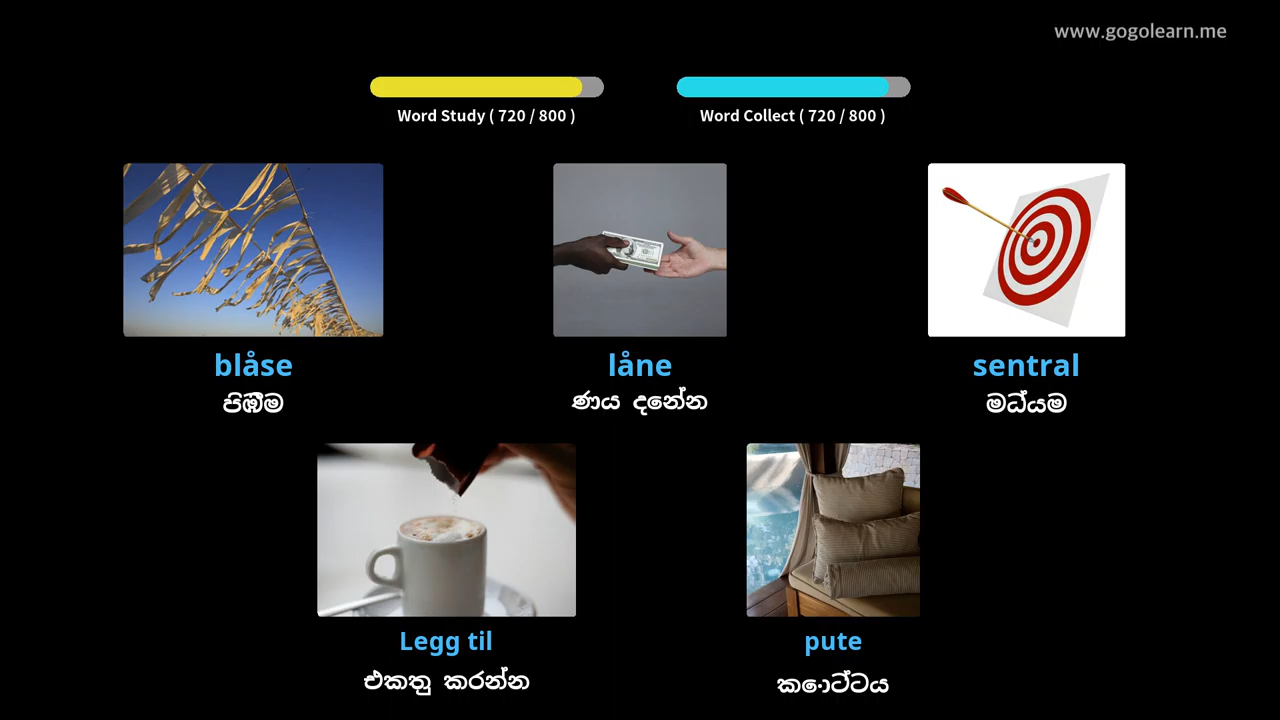 www.gogolearn.me
Word Study ( 720 / 800 )
Word Collect ( 720 / 800 )
blåse
පිඹීම
låne
ණය දනේන
sentral
මධ්යම
Legg til
එකතු කරන්න
pute
කොට්ටය